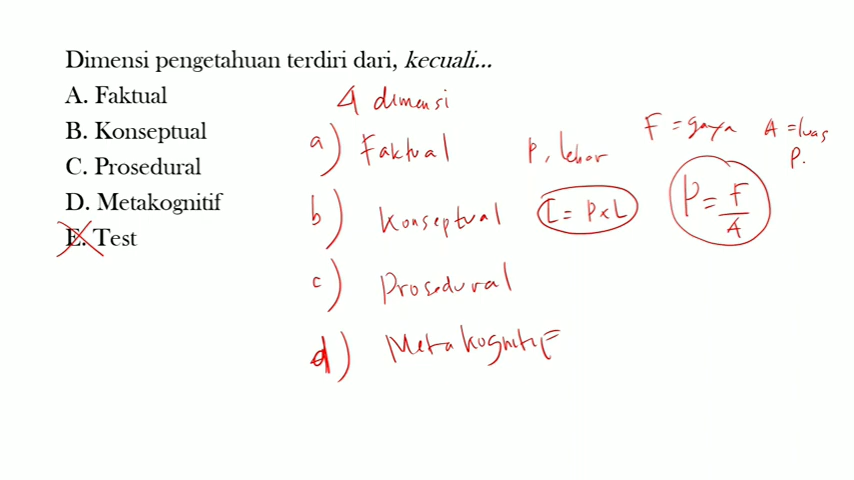 Dimensi pengetahuan terdiri dari, kecuali...
A. Faktual
B. Konseptual
C. Prosedural
D. Metakognitif
E. Test
4 dimensi
a) Faktual
P, lebar
F = gaya
A = luas
P.
b) Konseptual
L = P x L
P = F/A
c) Prosedural
d) Metakognitif